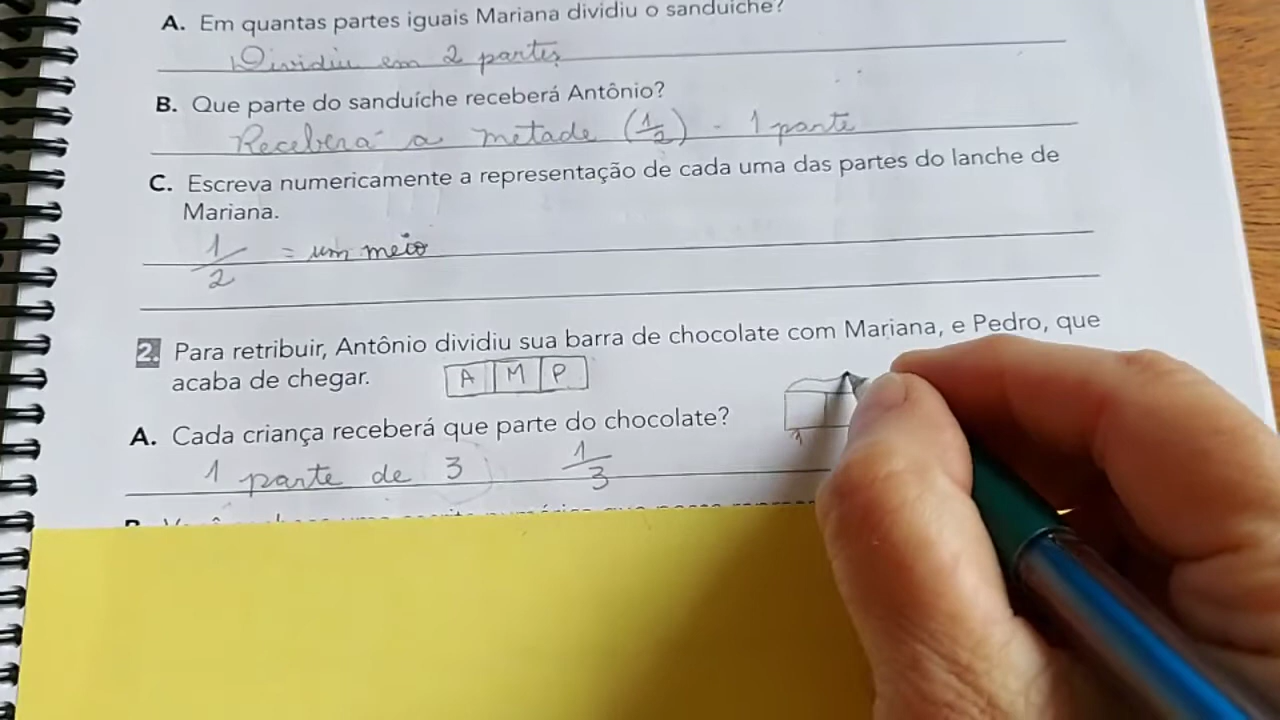 A. Em quantas partes iguais Mariana dividiu o sanduíche?
Dividiu em 2 partes
B. Que parte do sanduíche receberá Antônio?
Receberá a metade (1/2) - 1 parte
C. Escreva numericamente a representação de cada uma das partes do lanche de
Mariana.
1/2 = um meio
2. Para retribuir, Antônio dividiu sua barra de chocolate com Mariana, e Pedro, que
acaba de chegar.
A M P
A. Cada criança receberá que parte do chocolate?
1 parte de 3 1/3
1